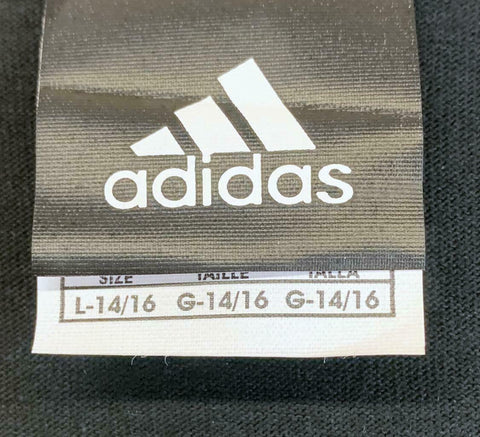 adidas
SIZE TAILLE TALLA
L-14/16 G-14/16 G-14/16